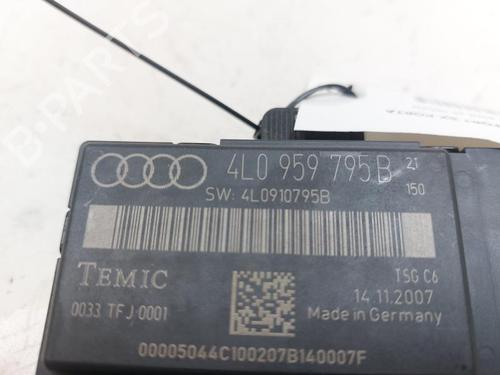 B-PARTS
4L0 959 795 B 21
SW: 4L0910795B 150
TEMIC
TSG C6
0033 TFJ 0001
14.11.2007
Made in Germany
00005044C100207B140007F